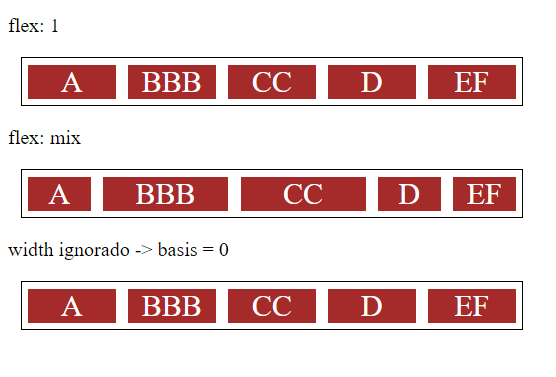 flex: 1
A BBB CC D EF
flex: mix
A BBB CC D EF
width ignorado -> basis = 0
A BBB CC D EF